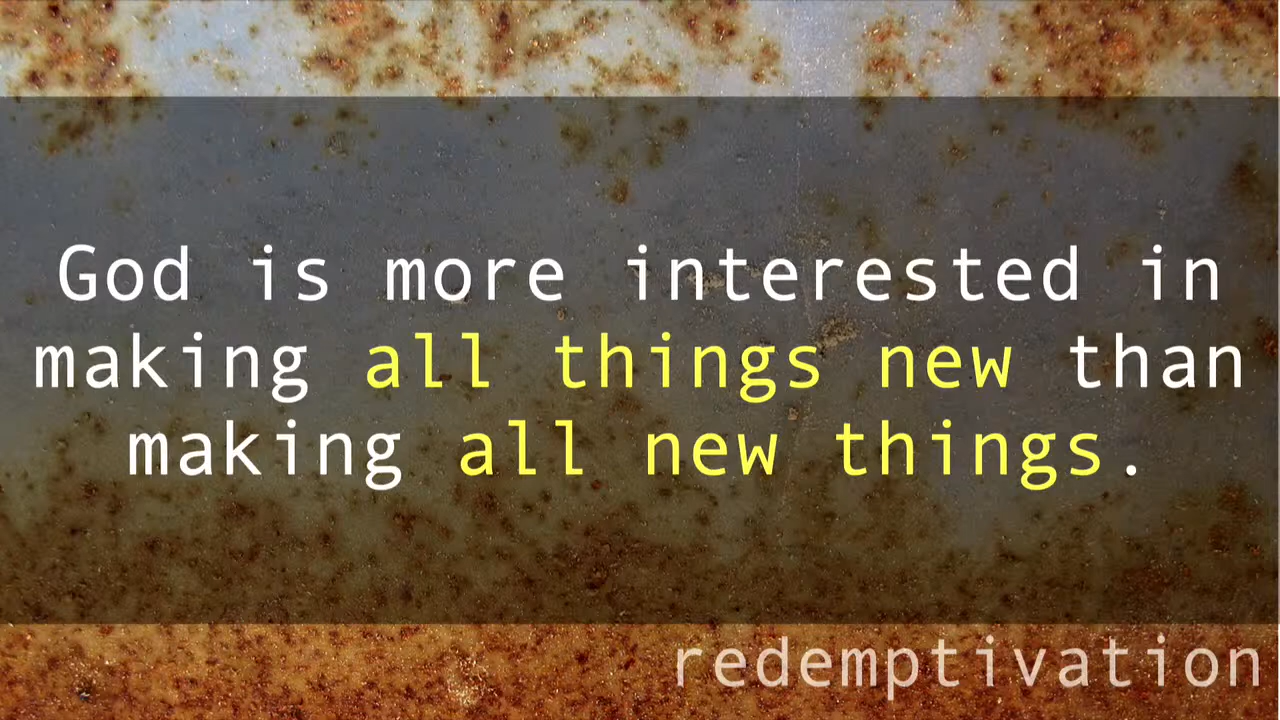 God is more interested in
making all things new than
making all new things.
redemptivation